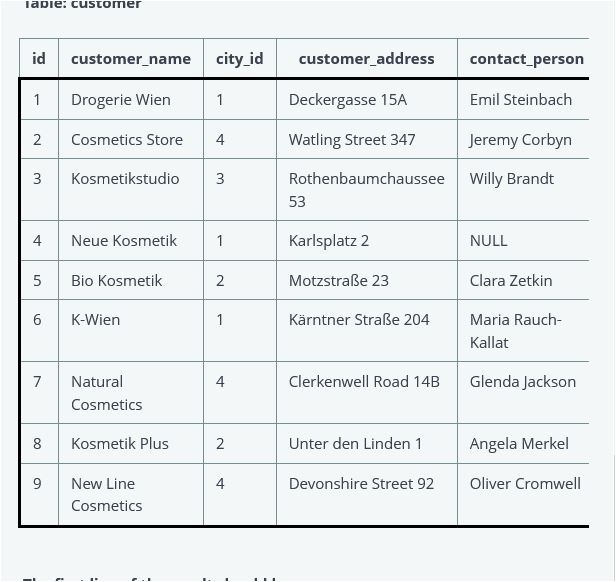 Table: customer
id customer_name city_id customer_address contact_person
1 Drogerie Wien 1 Deckergasse 15A Emil Steinbach
2 Cosmetics Store 4 Watling Street 347 Jeremy Corbyn
3 Kosmetikstudio 3 Rothenbaumchaussee Willy Brandt
53
4 Neue Kosmetik 1 Karlsplatz 2 NULL
5 Bio Kosmetik 2 Motzstraße 23 Clara Zetkin
6 K-Wien 1 Kärntner Straße 204 Maria Rauch-
Kallat
7 Natural 4 Clerkenwell Road 14B Glenda Jackson
Cosmetics
8 Kosmetik Plus 2 Unter den Linden 1 Angela Merkel
9 New Line 4 Devonshire Street 92 Oliver Cromwell
Cosmetics